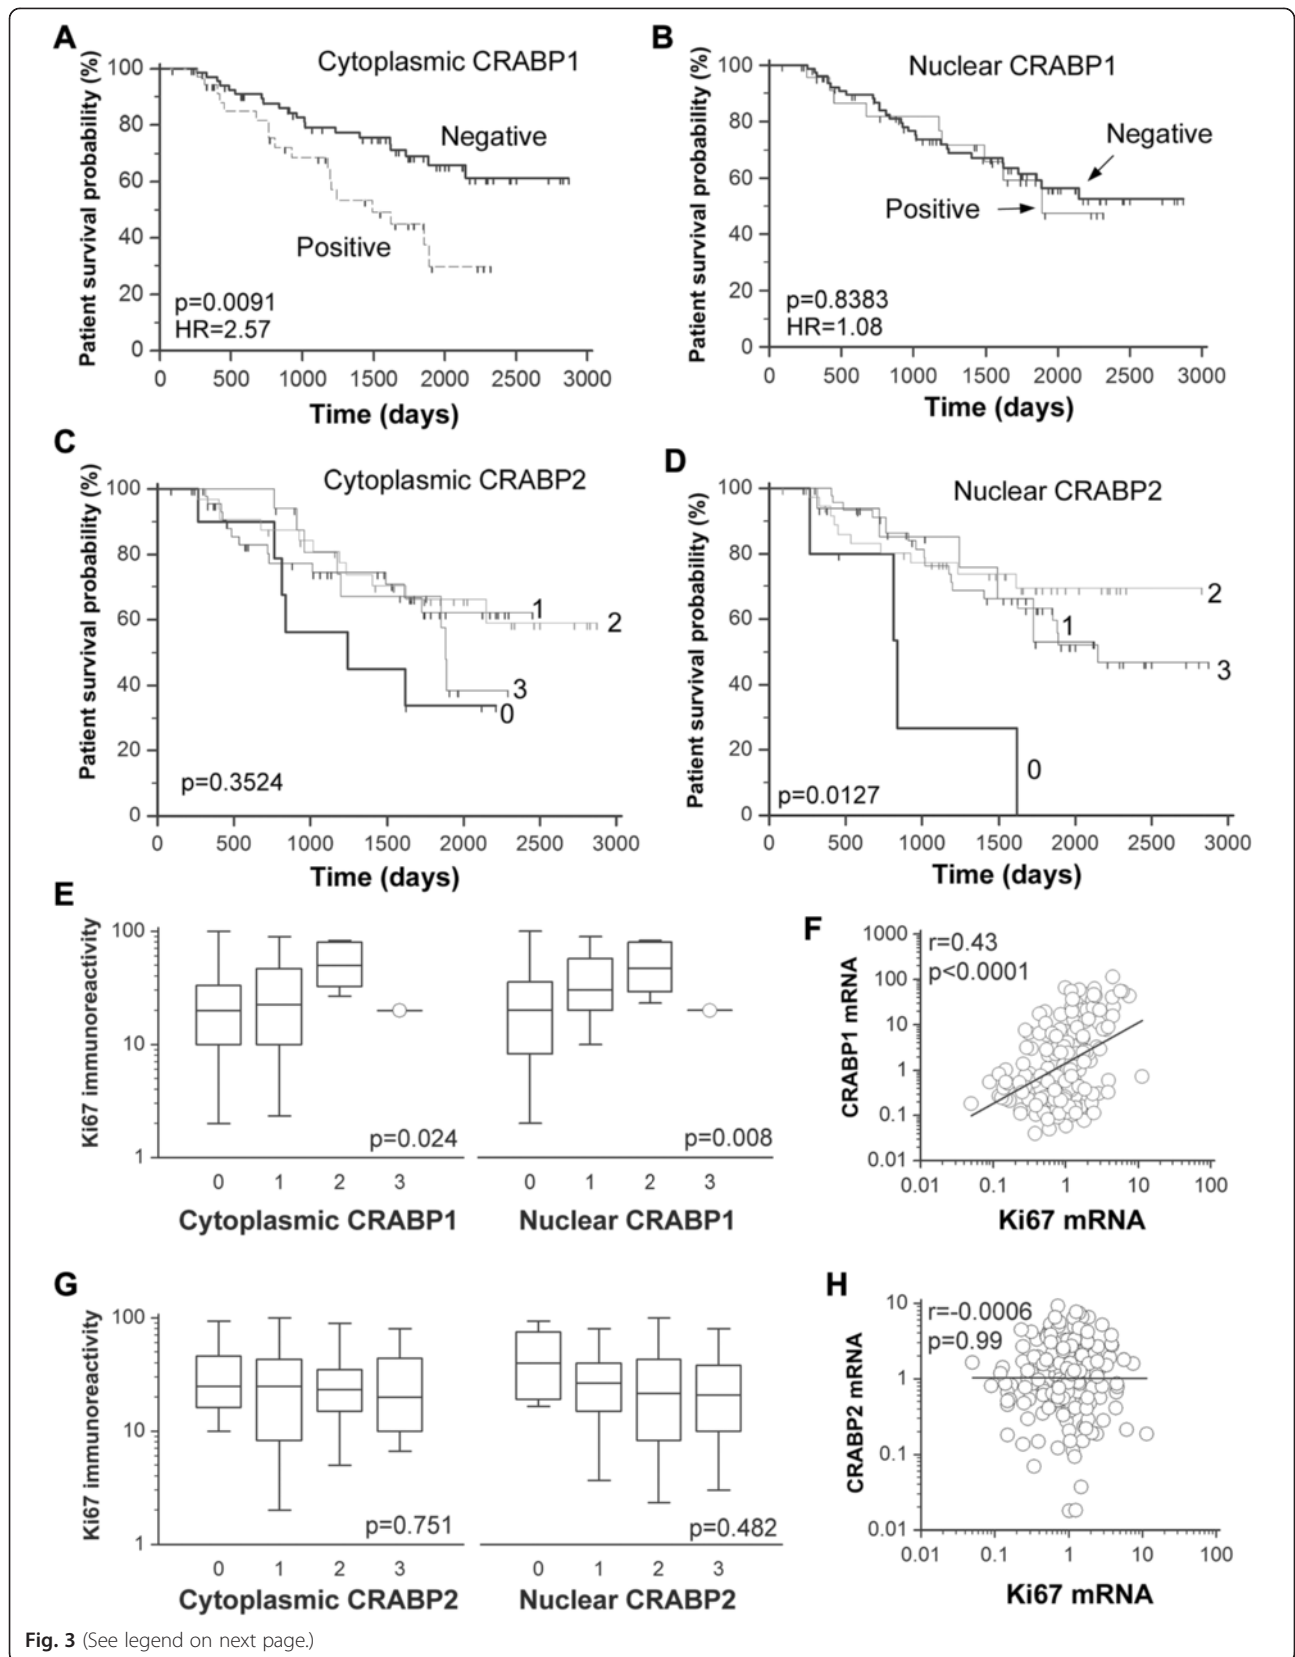 A
Cytoplasmic CRABP1
Patient survival probability (%)
100
80
60
40
20
0
Negative
Positive
p=0.0091
HR=2.57
0 500 1000 1500 2000 2500 3000
Time (days)
B
Nuclear CRABP1
Patient survival probability (%)
100
80
60
40
20
0
Negative
Positive
p=0.8383
HR=1.08
0 500 1000 1500 2000 2500 3000
Time (days)
C
Cytoplasmic CRABP2
Patient survival probability (%)
100
80
60
40
20
0
1
2
3
0
p=0.3524
0 500 1000 1500 2000 2500 3000
Time (days)
D
Nuclear CRABP2
Patient survival probability (%)
100
80
60
40
20
0
2
1
3
0
p=0.0127
0 500 1000 1500 2000 2500 3000
Time (days)
E
Ki67 immunoreactivity
100
10
1
p=0.024
p=0.008
0 1 2 3
0 1 2 3
Cytoplasmic CRABP1
Nuclear CRABP1
F
CRABP1 mRNA
1000
100
10
1
0.1
0.01
r=0.43
p<0.0001
0.01 0.1 1 10 100
Ki67 mRNA
G
Ki67 immunoreactivity
100
10
1
p=0.751
p=0.482
0 1 2 3
0 1 2 3
Cytoplasmic CRABP2
Nuclear CRABP2
H
CRABP2 mRNA
10
1
0.1
0.01
r=-0.0006
p=0.99
0.01 0.1 1 10 100
Ki67 mRNA
Fig. 3 (See legend on next page.)